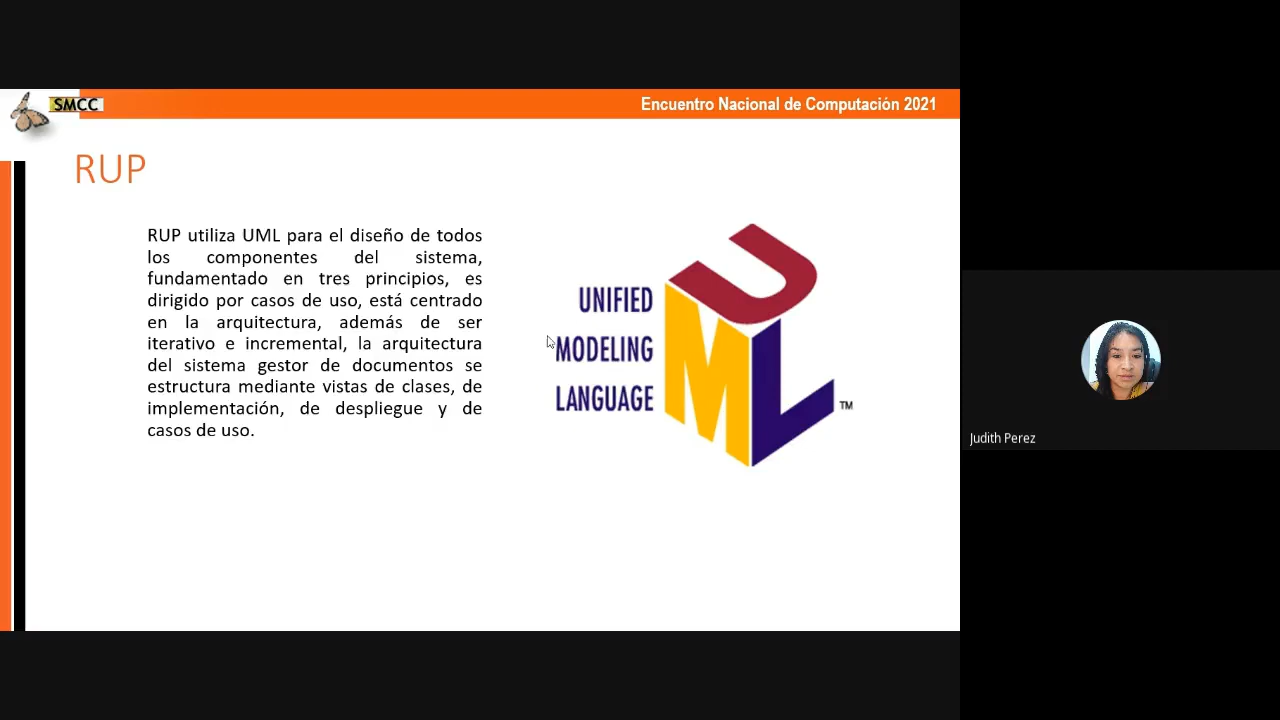 SMCC
Encuentro Nacional de Computación 2021
RUP
RUP utiliza UML para el diseño de todos
los componentes del sistema,
fundamentado en tres principios, es
dirigido por casos de uso, está centrado
en la arquitectura, además de ser
iterativo e incremental, la arquitectura
del sistema gestor de documentos se
estructura mediante vistas de clases, de
implementación, de despliegue y de
casos de uso.
UNIFIED
MODELING
LANGUAGE
UML
TM
Judith Perez